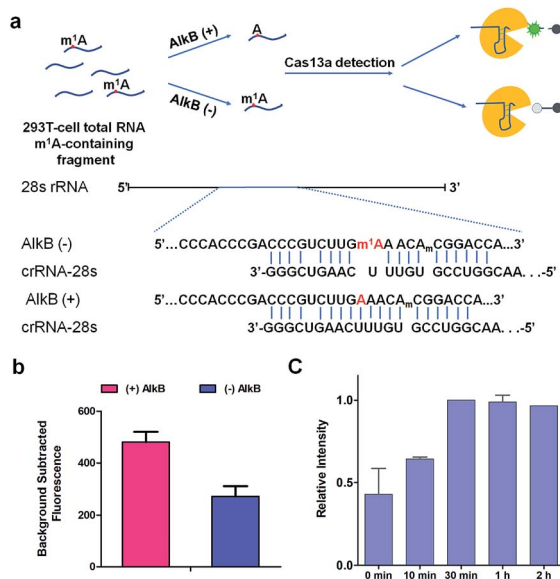 a
m¹A
m¹A
AlkB (+)
AlkB (-)
A
m¹A
Cas13a detection
293T-cell total RNA
m¹A-containing
fragment
28s rRNA
5' 3'
AlkB (-) 5'...CCCACCCGACCCGUCUUGm¹AAACAmCGGACCA...3'
crRNA-28s 3'-GGGCUGAAC U UUGU GCCUGGCAA...-5'
AlkB (+) 5'...CCCACCCGACCCGUCUUGAAACAmCGGACCA...3'
crRNA-28s 3'-GGGCUGAACUUUGU GCCUGGCAA...-5'
b
(+) AlkB
(-) AlkB
Background Subtracted
Fluorescence
600
400
200
0
C
Relative Intensity
1.0
0.5
0.0
0 min 10 min 30 min 1 h 2 h